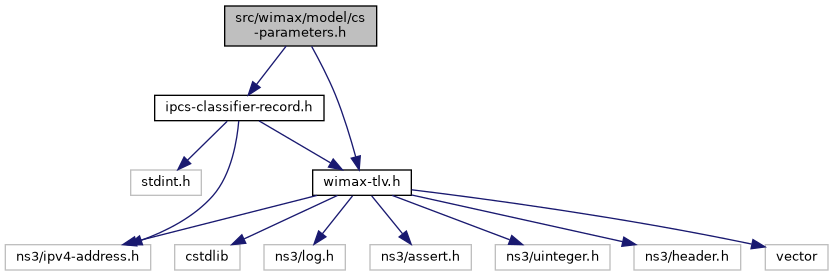 src/wimax/model/cs
-parameters.h
ipcs-classifier-record.h
stdint.h
wimax-tlv.h
ns3/ipv4-address.h
cstdlib
ns3/log.h
ns3/assert.h
ns3/uinteger.h
ns3/header.h
vector